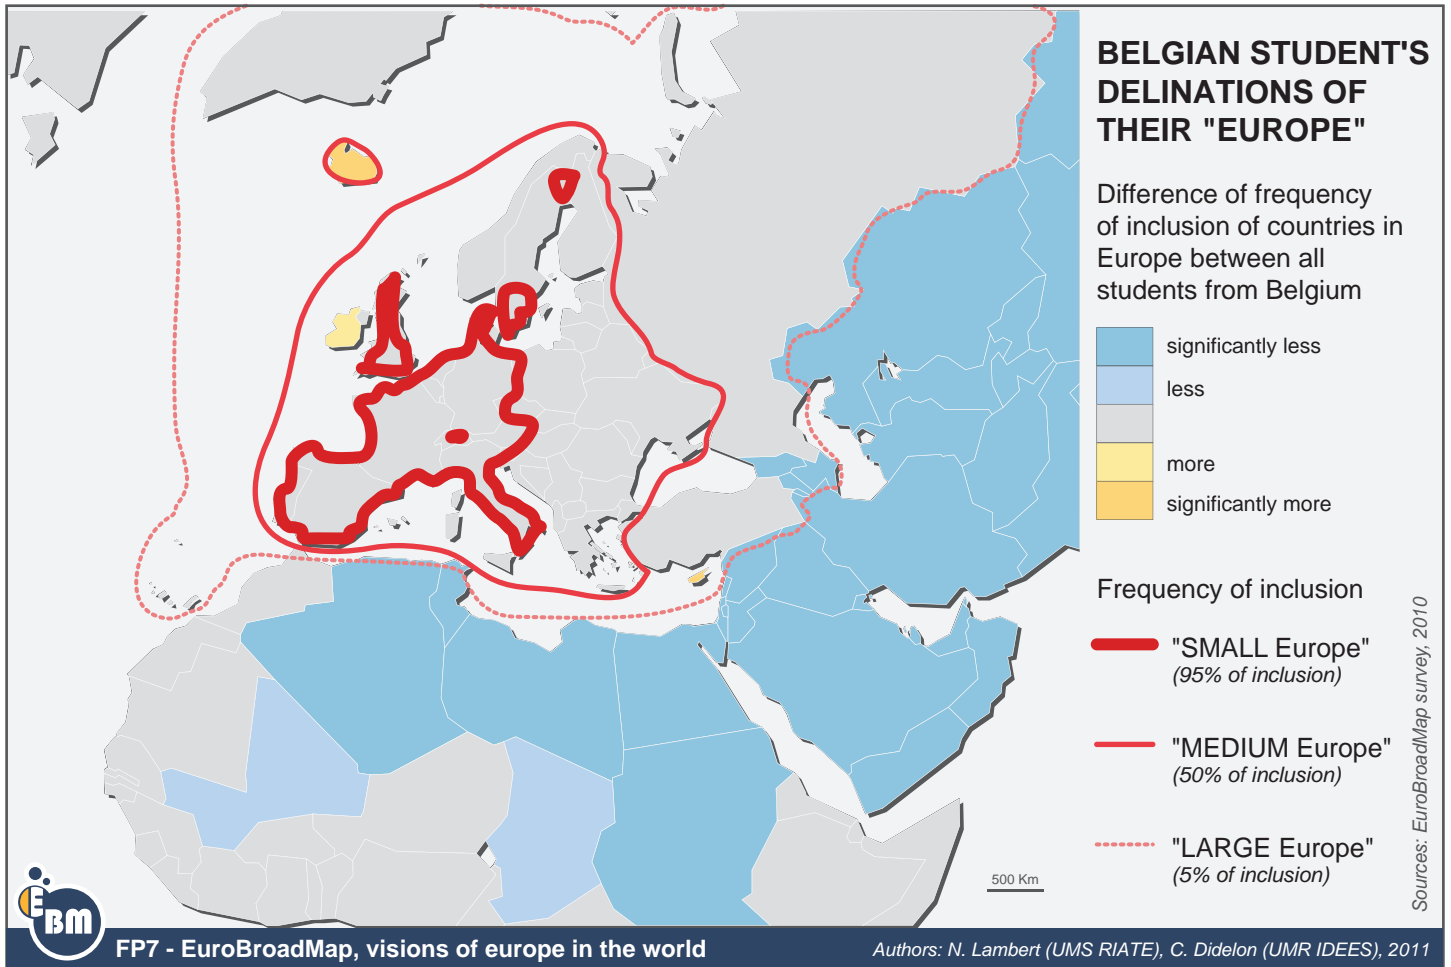 BELGIAN STUDENT'S
DELINATIONS OF
THEIR "EUROPE"
Difference of frequency
of inclusion of countries in
Europe between all
students from Belgium
significantly less
less
more
significantly more
Frequency of inclusion
"SMALL Europe"
(95% of inclusion)
"MEDIUM Europe"
(50% of inclusion)
"LARGE Europe"
(5% of inclusion)
Sources: EuroBroadMap survey, 2010
500 Km
EBM
FP7 - EuroBroadMap, visions of europe in the world
Authors: N. Lambert (UMS RIATE), C. Didelon (UMR IDEES), 2011